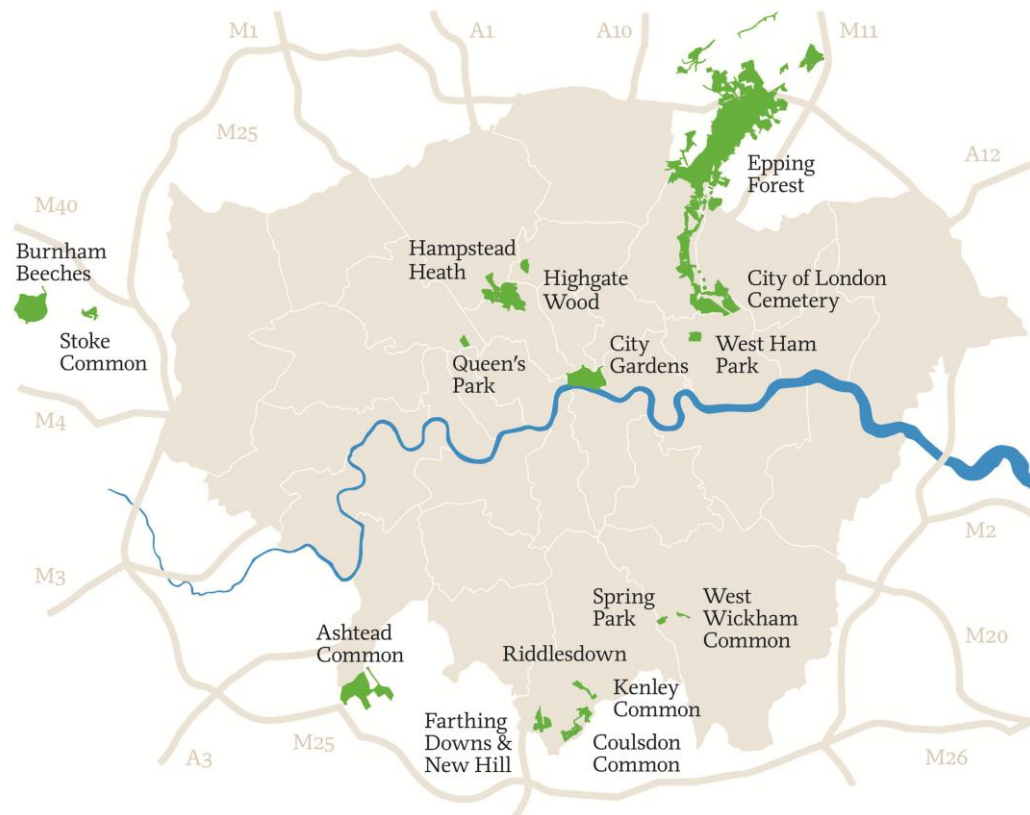 M1
A1
A10
M11
M25
A12
Epping
Forest
M40
Burnham
Beeches
Hampstead
Heath
Highgate
Wood
City of London
Cemetery
Stoke
Common
Queen's
Park
City
Gardens
West Ham
Park
M4
M2
M3
Spring
Park
West
Wickham
Common
M20
Ashtead
Common
Riddlesdown
Kenley
Common
Farthing
Downs &
New Hill
Coulsdon
Common
M25
A3
M26